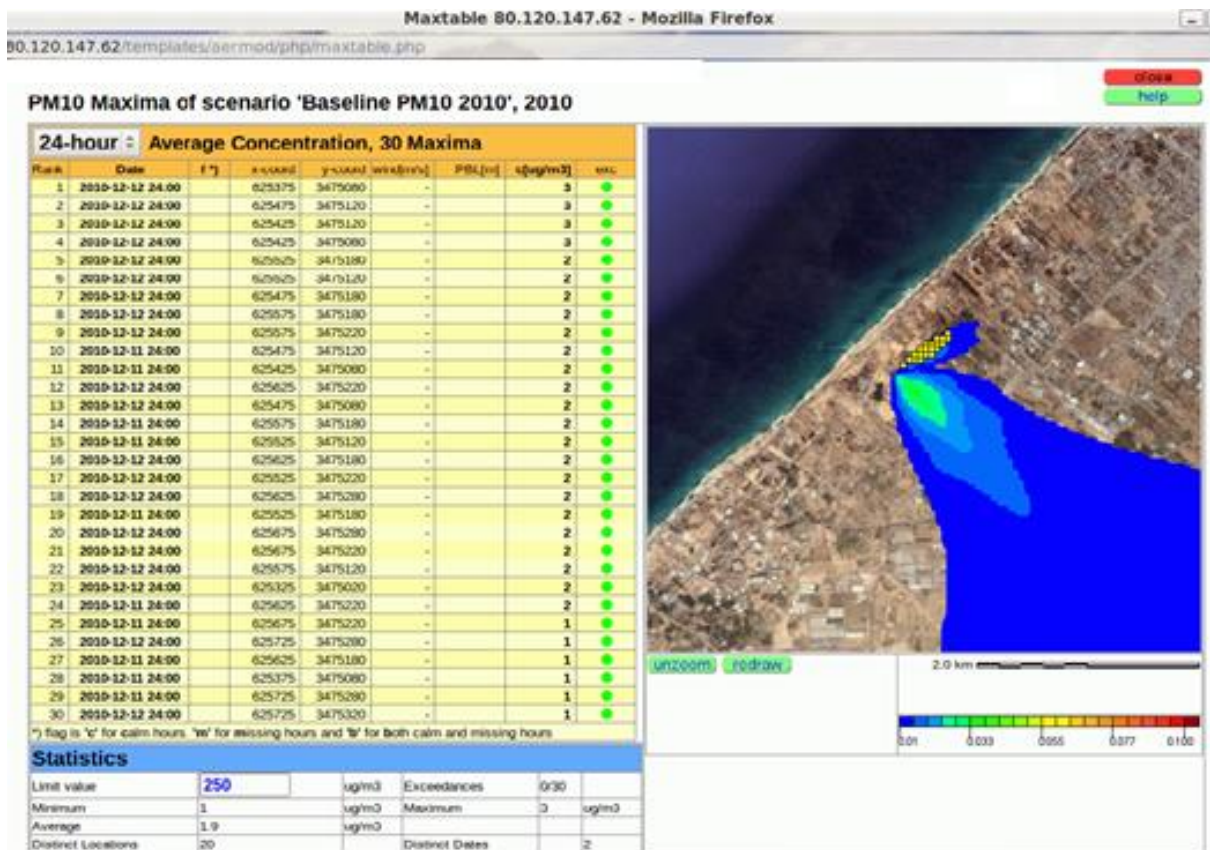 Maxtable 80.120.147.62 - Mozilla Firefox
80.120.147.62/templates/aermod/php/maxtable.php
close
help
PM10 Maxima of scenario 'Baseline PM10 2010', 2010
24-hour Average Concentration, 30 Maxima
Rank Date f *) x-coord y-coord wind[m/s] PBL[m] c[ug/m3] exc
1 2010-12-12 24:00 625375 3475080 - 3
2 2010-12-12 24:00 625475 3475120 - 3
3 2010-12-12 24:00 625425 3475120 - 3
4 2010-12-12 24:00 625425 3475080 - 3
5 2010-12-12 24:00 625525 3475180 - 2
6 2010-12-12 24:00 625525 3475120 - 2
7 2010-12-12 24:00 625475 3475180 - 2
8 2010-12-12 24:00 625575 3475180 - 2
9 2010-12-12 24:00 625575 3475220 - 2
10 2010-12-11 24:00 625475 3475120 - 2
11 2010-12-11 24:00 625425 3475080 - 2
12 2010-12-12 24:00 625625 3475220 - 2
13 2010-12-12 24:00 625475 3475080 - 2
14 2010-12-11 24:00 625575 3475180 - 2
15 2010-12-11 24:00 625525 3475120 - 2
16 2010-12-12 24:00 625625 3475180 - 2
17 2010-12-12 24:00 625525 3475220 - 2
18 2010-12-12 24:00 625625 3475280 - 2
19 2010-12-11 24:00 625525 3475180 - 2
20 2010-12-12 24:00 625675 3475280 - 2
21 2010-12-12 24:00 625675 3475220 - 2
22 2010-12-12 24:00 625575 3475120 - 2
23 2010-12-12 24:00 625325 3475020 - 2
24 2010-12-11 24:00 625625 3475220 - 2
25 2010-12-11 24:00 625675 3475220 - 1
26 2010-12-12 24:00 625725 3475280 - 1
27 2010-12-11 24:00 625625 3475180 - 1
28 2010-12-11 24:00 625375 3475080 - 1
29 2010-12-11 24:00 625725 3475280 - 1
30 2010-12-12 24:00 625725 3475320 - 1
*) flag is 'c' for calm hours. 'm' for missing hours and 'b' for both calm and missing hours
unzoom redraw
2.0 km
0.01 0.033 0.055 0.077 0.100
Statistics
Limit value 250 ug/m3 Exceedances 0/30
Minimum 1 ug/m3 Maximum 3 ug/m3
Average 1.9 ug/m3
Distinct Locations 20 Distinct Dates 2